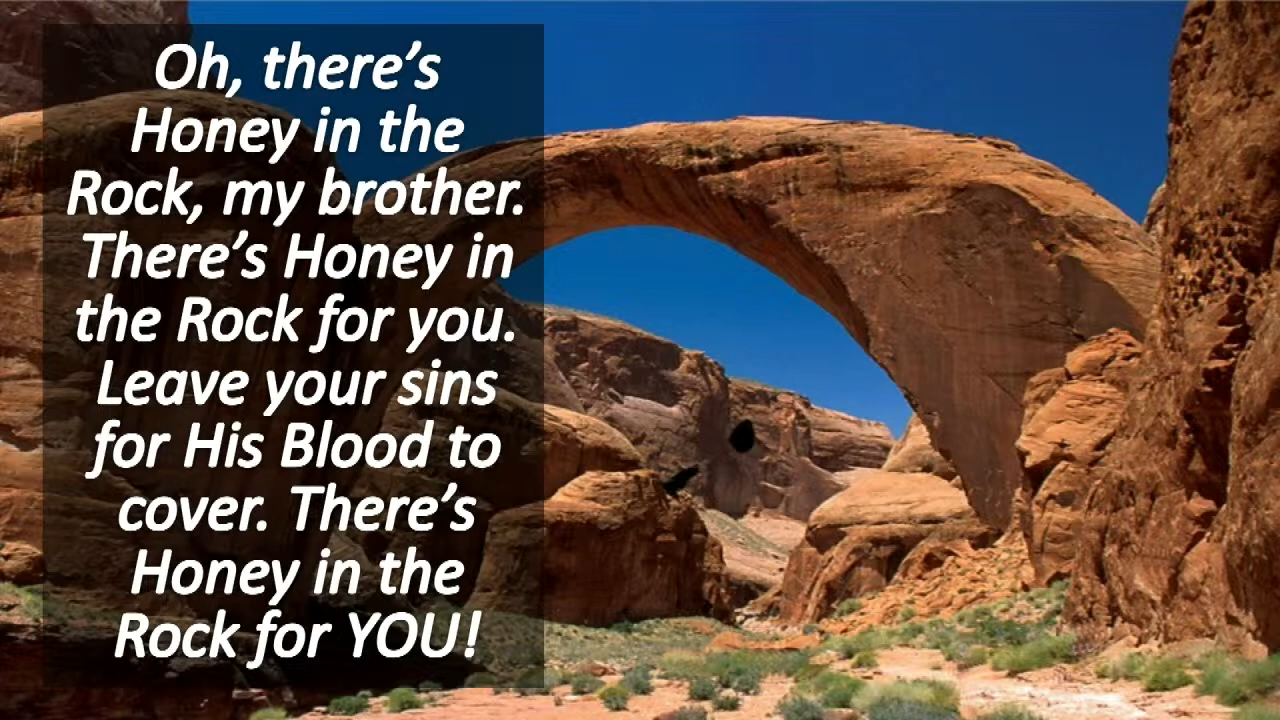 Oh, there’s
Honey in the
Rock, my brother.
There’s Honey in
the Rock for you.
Leave your sins
for His Blood to
cover. There’s
Honey in the
Rock for YOU!